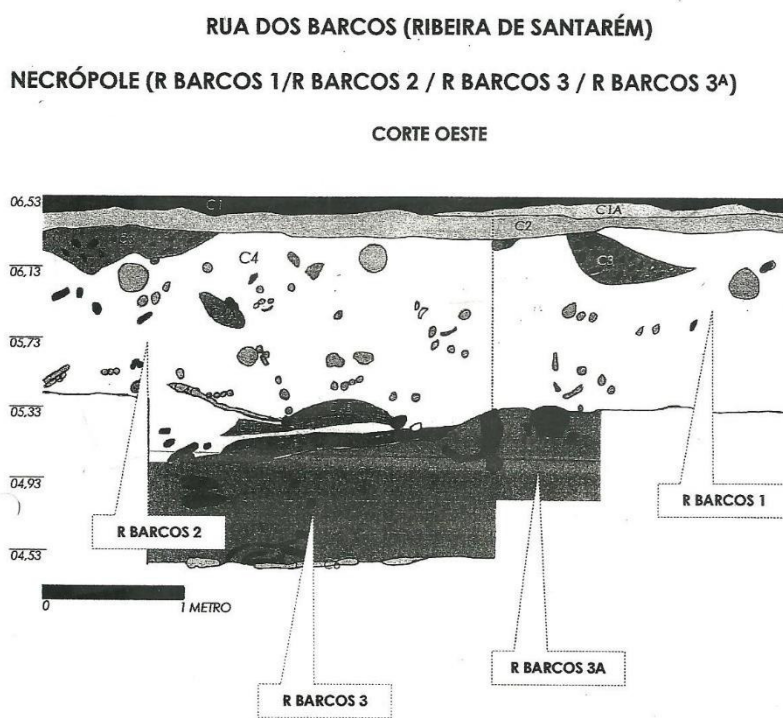 RUA DOS BARCOS (RIBEIRA DE SANTARÉM)
NECRÓPOLE (R BARCOS 1/R BARCOS 2 / R BARCOS 3 / R BARCOS 3A)
CORTE OESTE
06,53
C1
C1A
C2
C4
C3
06,13
05,73
05,33
04,93
R BARCOS 2
R BARCOS 1
04,53
0
1 METRO
R BARCOS 3A
R BARCOS 3